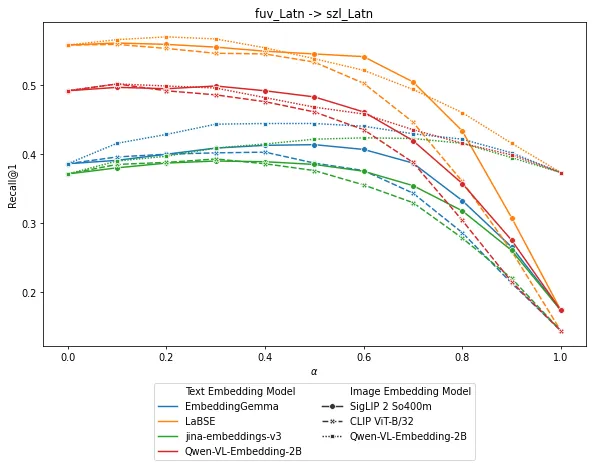 fuv_Latn -> szl_Latn
Recall@1
0.5
0.4
0.3
0.2
0.0 0.2 0.4 0.6 0.8 1.0
α
Text Embedding Model
EmbeddingGemma
LaBSE
jina-embeddings-v3
Qwen-VL-Embedding-2B
Image Embedding Model
SigLIP 2 So400m
CLIP ViT-B/32
Qwen-VL-Embedding-2B